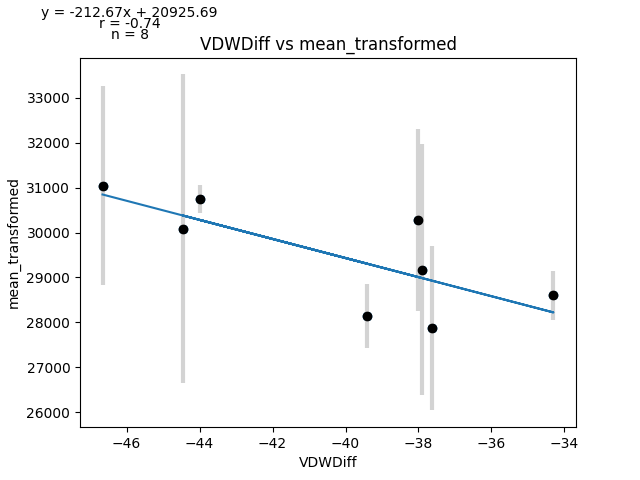 y = -212.67x + 20925.69
r = -0.74
n = 8
VDWDiff vs mean_transformed
33000
32000
31000
30000
29000
28000
27000
26000
mean_transformed
−46
−44
−42
−40
−38
−36
−34
VDWDiff